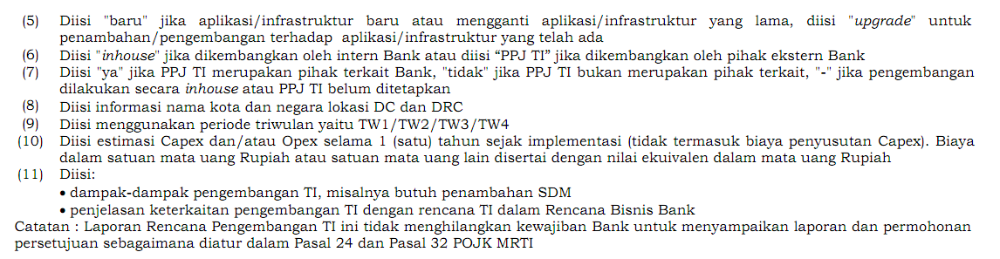 (5) Diisi "baru" jika aplikasi/infrastruktur baru atau mengganti aplikasi/infrastruktur yang lama, diisi "upgrade" untuk
penambahan/pengembangan terhadap aplikasi/infrastruktur yang telah ada
(6) Diisi "inhouse" jika dikembangkan oleh intern Bank atau diisi “PPJ TI” jika dikembangkan oleh pihak ekstern Bank
(7) Diisi "ya" jika PPJ TI merupakan pihak terkait Bank, "tidak" jika PPJ TI bukan merupakan pihak terkait, "-" jika pengembangan
dilakukan secara inhouse atau PPJ TI belum ditetapkan
(8) Diisi informasi nama kota dan negara lokasi DC dan DRC
(9) Diisi menggunakan periode triwulan yaitu TW1/TW2/TW3/TW4
(10) Diisi estimasi Capex dan/atau Opex selama 1 (satu) tahun sejak implementasi (tidak termasuk biaya penyusutan Capex). Biaya
dalam satuan mata uang Rupiah atau satuan mata uang lain disertai dengan nilai ekuivalen dalam mata uang Rupiah
(11) Diisi:
• dampak-dampak pengembangan TI, misalnya butuh penambahan SDM
• penjelasan keterkaitan pengembangan TI dengan rencana TI dalam Rencana Bisnis Bank
Catatan : Laporan Rencana Pengembangan TI ini tidak menghilangkan kewajiban Bank untuk menyampaikan laporan dan permohonan
persetujuan sebagaimana diatur dalam Pasal 24 dan Pasal 32 POJK MRTI